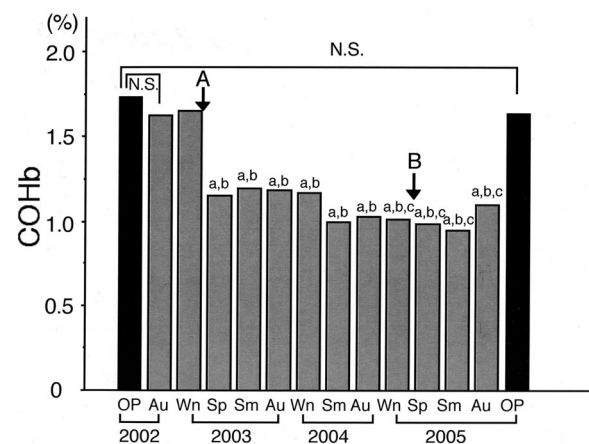 (%)
N.S.
2.0
N.S.
A
1.5
B
a,b
a,b
a,b
a,b
a,b
a,b
a,b,c
a,b,c
a,b,c
a,b,c
1.0
0.5
0
COHb
OP Au Wn Sp Sm Au Wn Sm Au Wn Sp Sm Au OP
2002 2003 2004 2005